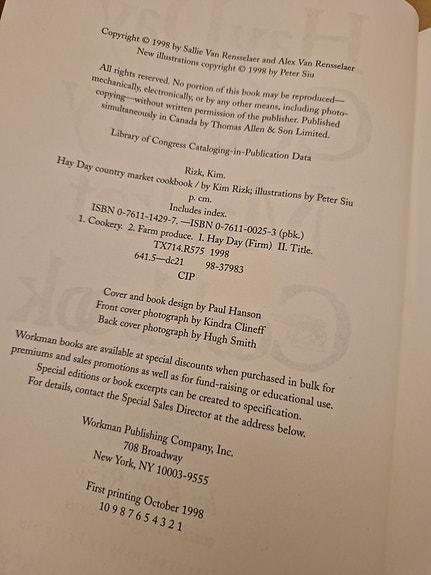 Copyright © 1998 by Sallie Van Rensselaer and Alex Van Rensselaer
New illustrations copyright © 1998 by Peter Siu
All rights reserved. No portion of this book may be reproduced—
mechanically, electronically, or by any other means, including photo-
copying—without written permission of the publisher. Published
simultaneously in Canada by Thomas Allen & Son Limited.
Library of Congress Cataloging-in-Publication Data
Rizk, Kim.
Hay Day country market cookbook / by Kim Rizk; illustrations by Peter Siu
p. cm.
Includes index.
ISBN 0-7611-1429-7. —ISBN 0-7611-0025-3 (pbk.)
1. Cookery. 2. Farm produce. I. Hay Day (Firm) II. Title.
TX714.R575 1998
641.5—dc21 98-37983
CIP
Cover and book design by Paul Hanson
Front cover photograph by Kindra Clineff
Back cover photograph by Hugh Smith
Workman books are available at special discounts when purchased in bulk for
premiums and sales promotions as well as for fund-raising or educational use.
Special editions or book excerpts can be created to specification.
For details, contact the Special Sales Director at the address below.
Workman Publishing Company, Inc.
708 Broadway
New York, NY 10003-9555
First printing October 1998
10 9 8 7 6 5 4 3 2 1